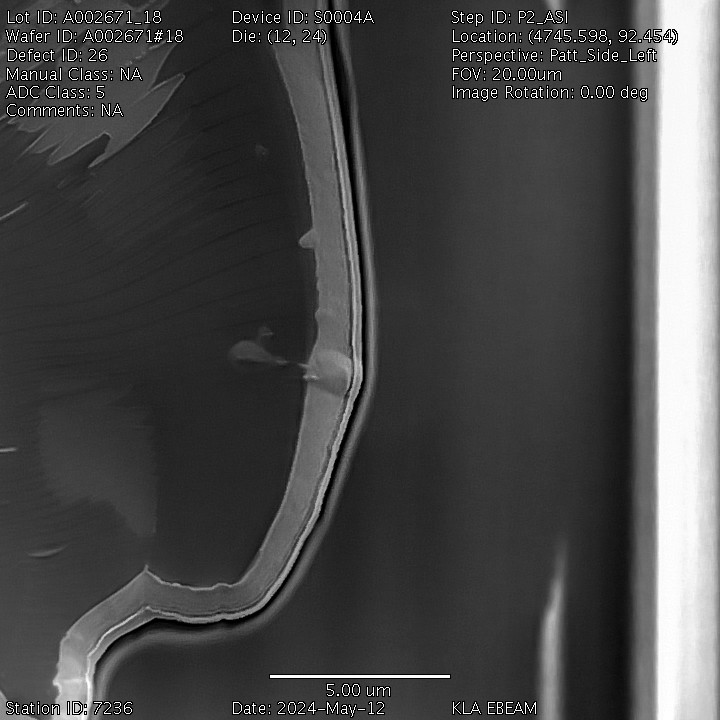 Lot ID: A002671_18 Device ID: S0004A Step ID: P2_ASI
Wafer ID: A002671#18 Die: (12, 24) Location: (4745.598, 92.454)
Defect ID: 26 Perspective: Patt_Side_Left
Manual Class: NA FOV: 20.00um
ADC Class: 5 Image Rotation: 0.00 deg
Comments: NA
5.00 um
Station ID: 7236 Date: 2024-May-12 KLA EBEAM